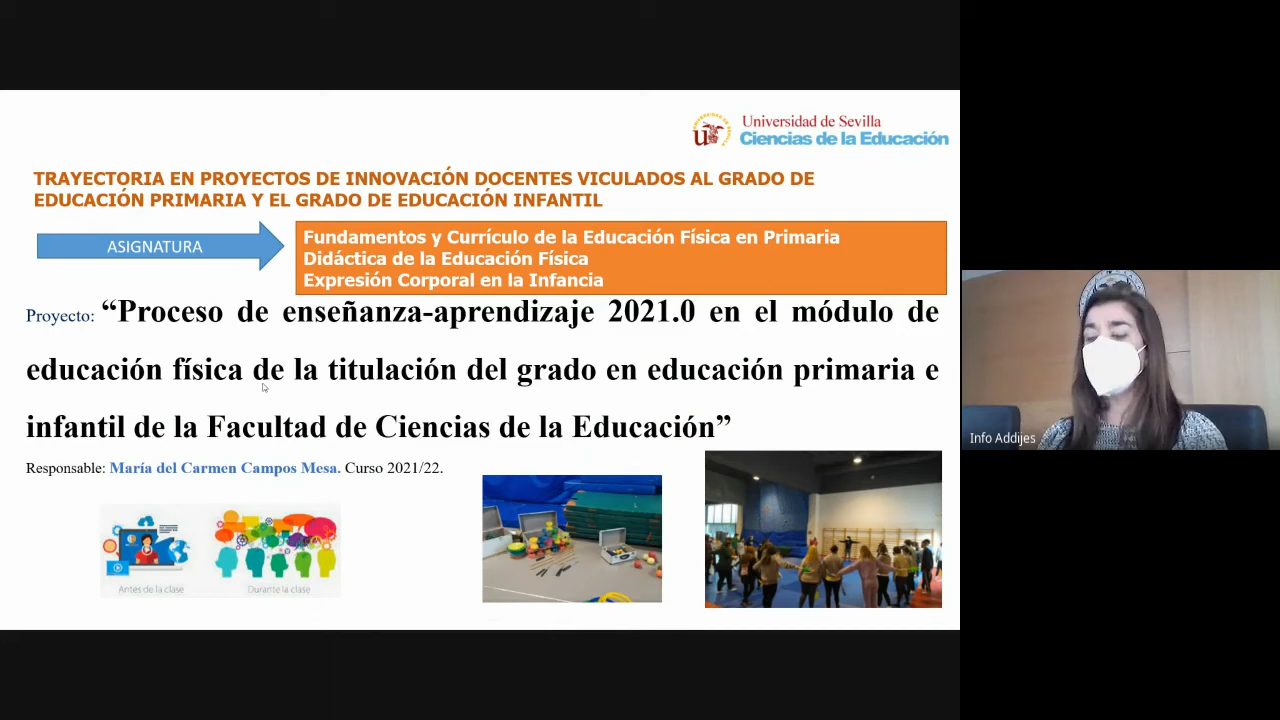 Universidad de Sevilla
Ciencias de la Educación
TRAYECTORIA EN PROYECTOS DE INNOVACIÓN DOCENTES VICULADOS AL GRADO DE
EDUCACIÓN PRIMARIA Y EL GRADO DE EDUCACIÓN INFANTIL
ASIGNATURA
Fundamentos y Currículo de la Educación Física en Primaria
Didáctica de la Educación Física
Expresión Corporal en la Infancia
Proyecto: “Proceso de enseñanza-aprendizaje 2021.0 en el módulo de
educación física de la titulación del grado en educación primaria e
infantil de la Facultad de Ciencias de la Educación”
Responsable: María del Carmen Campos Mesa. Curso 2021/22.
Antes de la clase
Durante la clase
Info Addijes